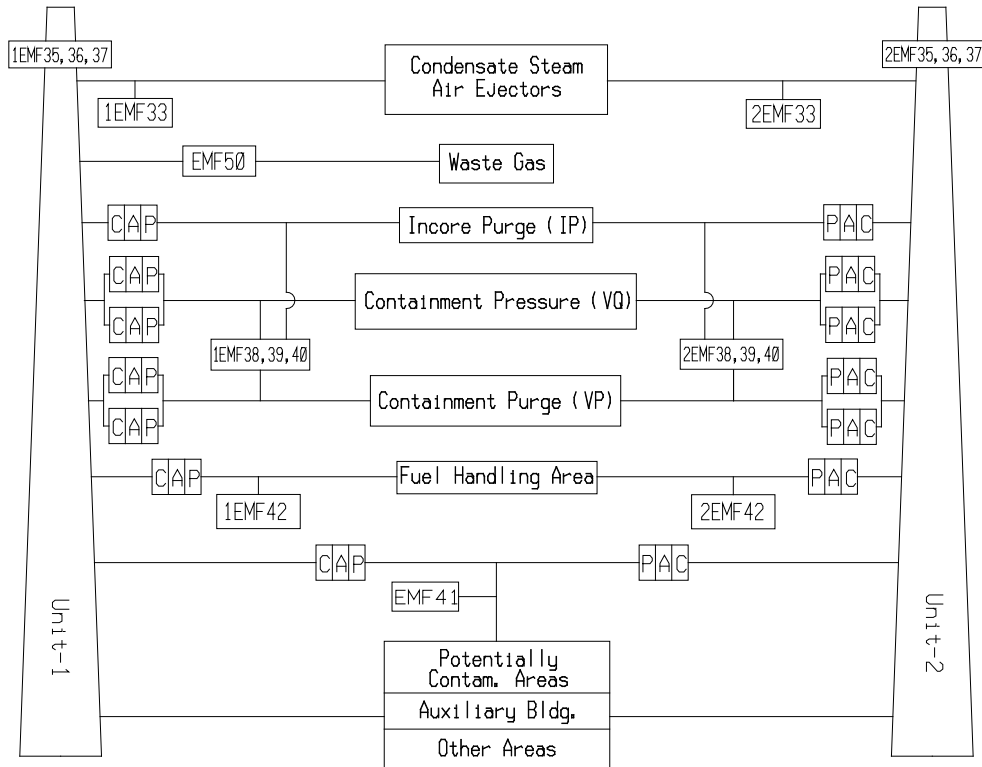 1EMF35,36,37
2EMF35,36,37
Condensate Steam
Air Ejectors
1EMF33
2EMF33
EMF50
Waste Gas
C A P
Incore Purge (IP)
P A C
C A P
P A C
Containment Pressure (VQ)
C A P
P A C
1EMF38,39,40
2EMF38,39,40
C A P
P A C
Containment Purge (VP)
C A P
P A C
C A P
Fuel Handling Area
P A C
1EMF42
2EMF42
C A P
P A C
EMF41
Unit-1
Unit-2
Potentially
Contam. Areas
Auxiliary Bldg.
Other Areas